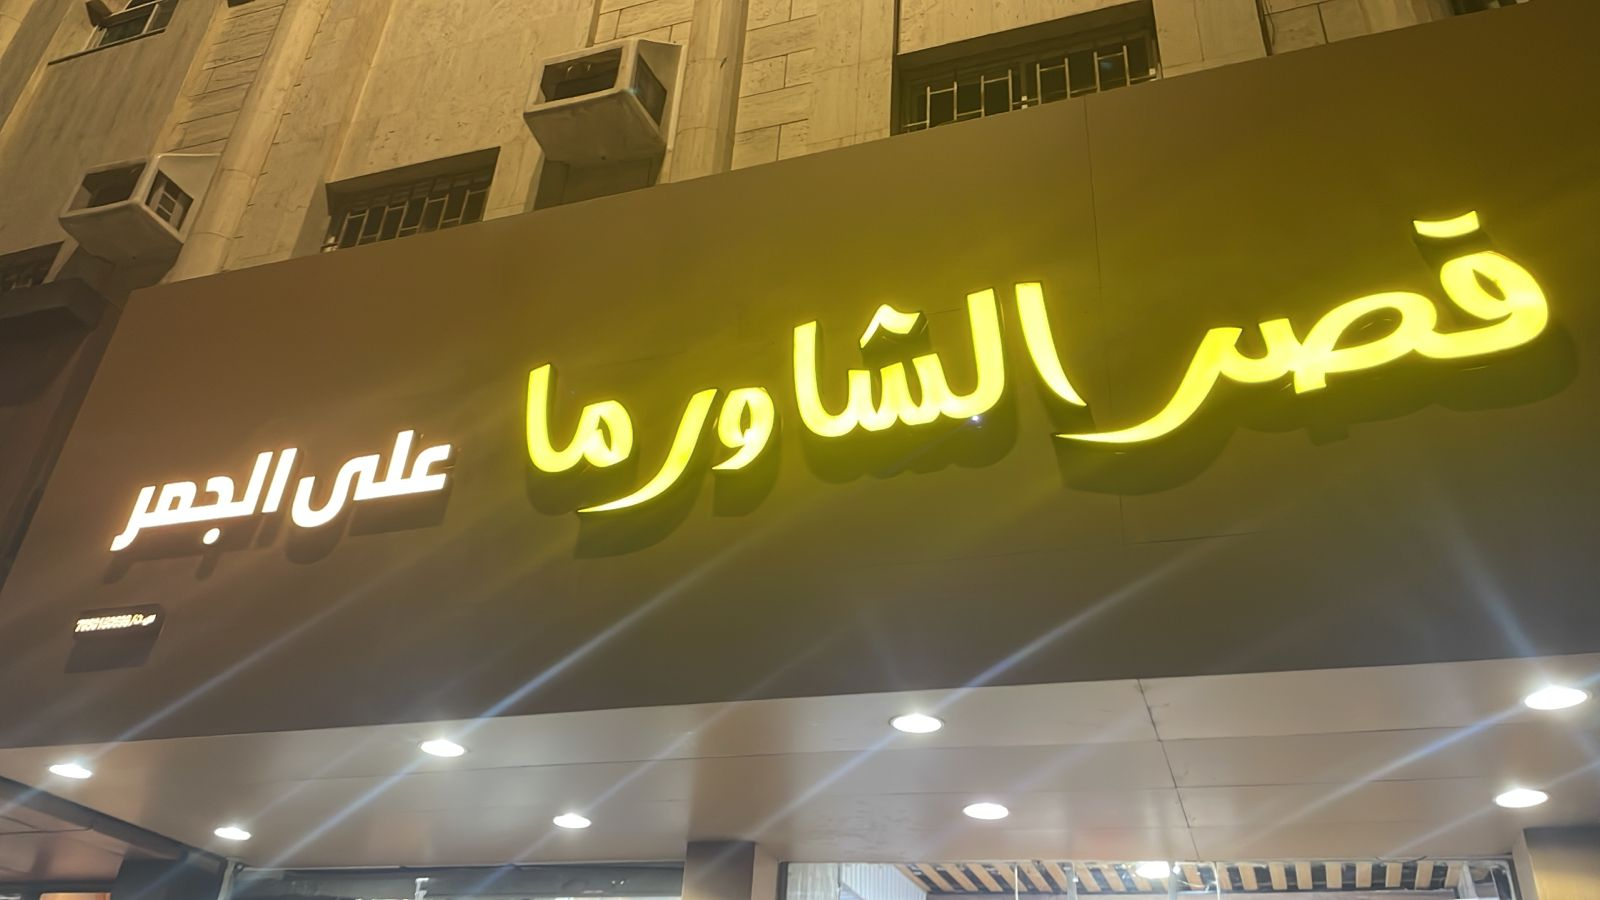 قصر الشاورما
على الجمر